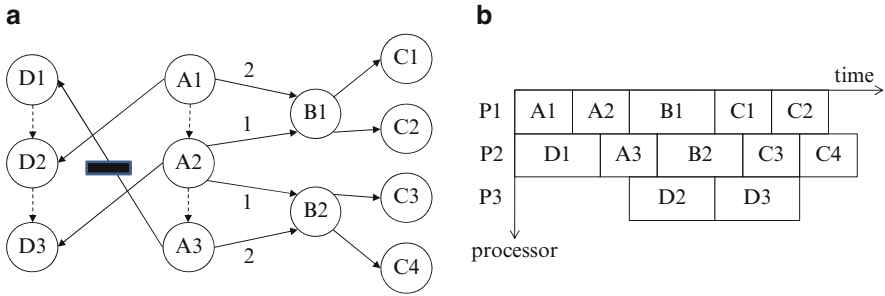 a
D1
A1
2
C1
B1
1
C2
D2
A2
C3
1
B2
D3
A3
2
C4
b
time
P1 A1 A2 B1 C1 C2
P2 D1 A3 B2 C3 C4
P3 D2 D3
processor